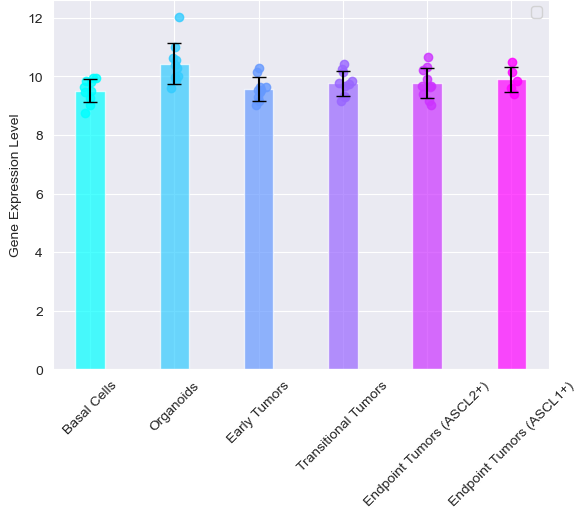 12
10
8
6
4
2
0
Gene Expression Level
Basal Cells
Organoids
Early Tumors
Transitional Tumors
Endpoint Tumors (ASCL2+)
Endpoint Tumors (ASCL1+)